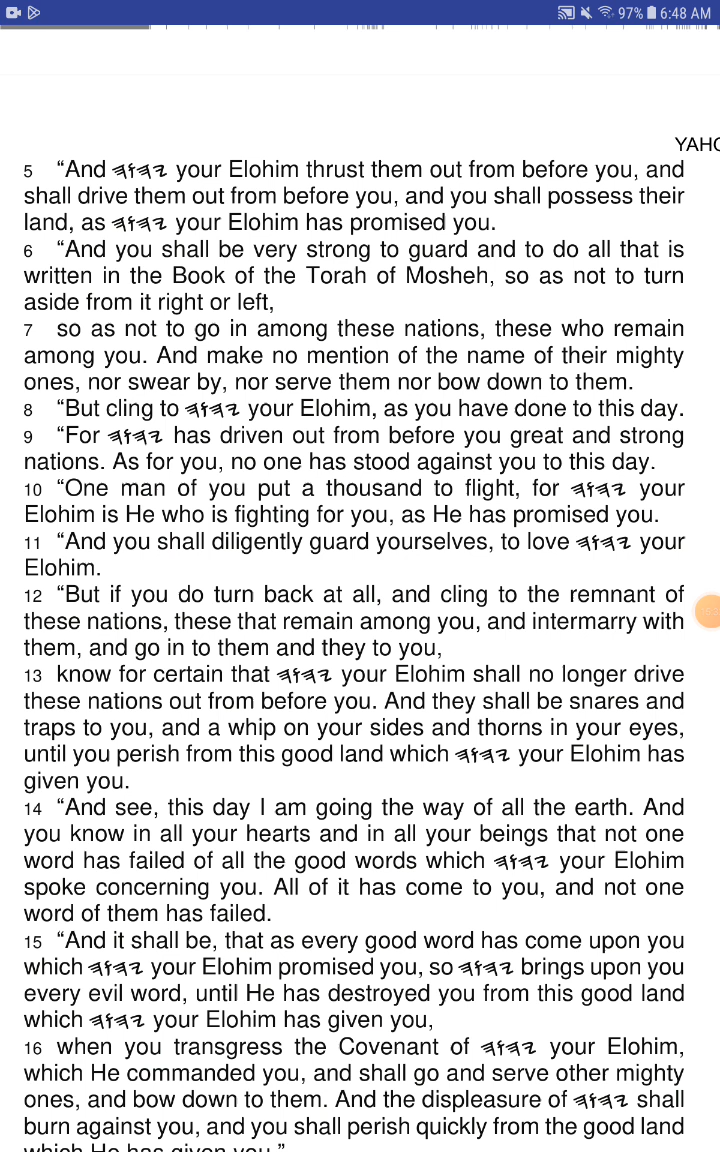 97% 6:48 AM
YAHO
5 “And 𐤉𐤄𐤅𐤄 your Elohim thrust them out from before you, and
shall drive them out from before you, and you shall possess their
land, as 𐤉𐤄𐤅𐤄 your Elohim has promised you.
6 “And you shall be very strong to guard and to do all that is
written in the Book of the Torah of Mosheh, so as not to turn
aside from it right or left,
7 so as not to go in among these nations, these who remain
among you. And make no mention of the name of their mighty
ones, nor swear by, nor serve them nor bow down to them.
8 “But cling to 𐤉𐤄𐤅𐤄 your Elohim, as you have done to this day.
9 “For 𐤉𐤄𐤅𐤄 has driven out from before you great and strong
nations. As for you, no one has stood against you to this day.
10 “One man of you put a thousand to flight, for 𐤉𐤄𐤅𐤄 your
Elohim is He who is fighting for you, as He has promised you.
11 “And you shall diligently guard yourselves, to love 𐤉𐤄𐤅𐤄 your
Elohim.
12 “But if you do turn back at all, and cling to the remnant of
these nations, these that remain among you, and intermarry with
them, and go in to them and they to you,
13 know for certain that 𐤉𐤄𐤅𐤄 your Elohim shall no longer drive
these nations out from before you. And they shall be snares and
traps to you, and a whip on your sides and thorns in your eyes,
until you perish from this good land which 𐤉𐤄𐤅𐤄 your Elohim has
given you.
14 “And see, this day I am going the way of all the earth. And
you know in all your hearts and in all your beings that not one
word has failed of all the good words which 𐤉𐤄𐤅𐤄 your Elohim
spoke concerning you. All of it has come to you, and not one
word of them has failed.
15 “And it shall be, that as every good word has come upon you
which 𐤉𐤄𐤅𐤄 your Elohim promised you, so 𐤉𐤄𐤅𐤄 brings upon you
every evil word, until He has destroyed you from this good land
which 𐤉𐤄𐤅𐤄 your Elohim has given you,
16 when you transgress the Covenant of 𐤉𐤄𐤅𐤄 your Elohim,
which He commanded you, and shall go and serve other mighty
ones, and bow down to them. And the displeasure of 𐤉𐤄𐤅𐤄 shall
burn against you, and you shall perish quickly from the good land
which He has given you.”